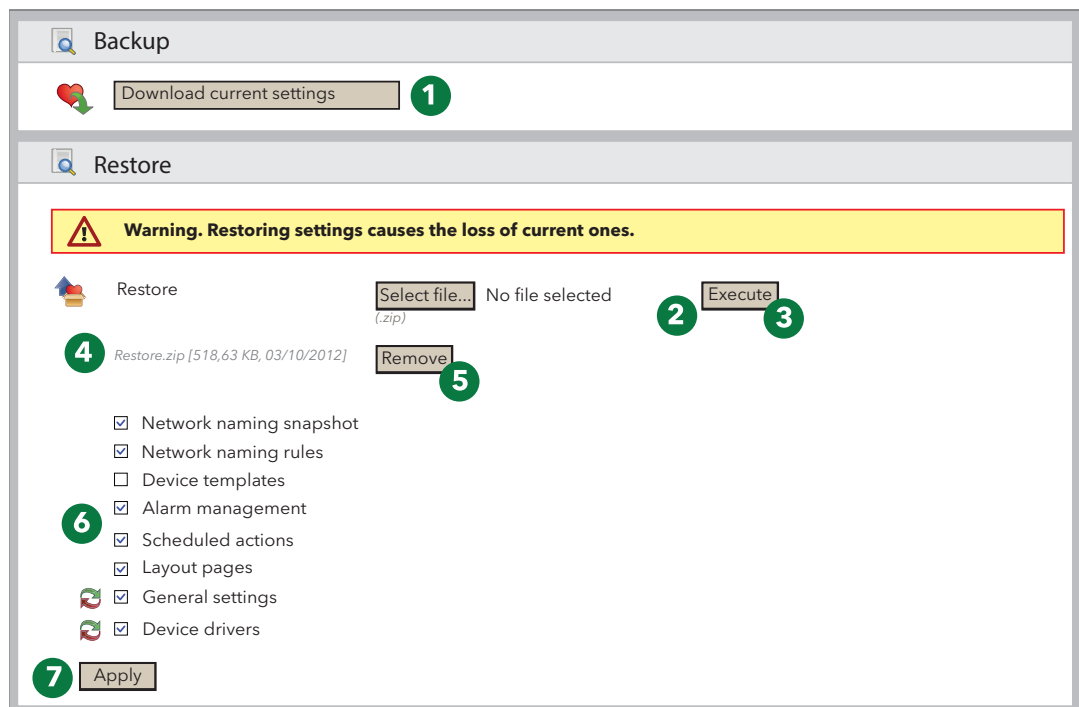 Backup
Download current settings 1
Restore
Warning. Restoring settings causes the loss of current ones.
Restore Select file... No file selected 2 Execute 3
(.zip)
4 Restore.zip [518,63 KB, 03/10/2012] Remove 5
Network naming snapshot
Network naming rules
Device templates
6 Alarm management
Scheduled actions
Layout pages
General settings
Device drivers
7 Apply